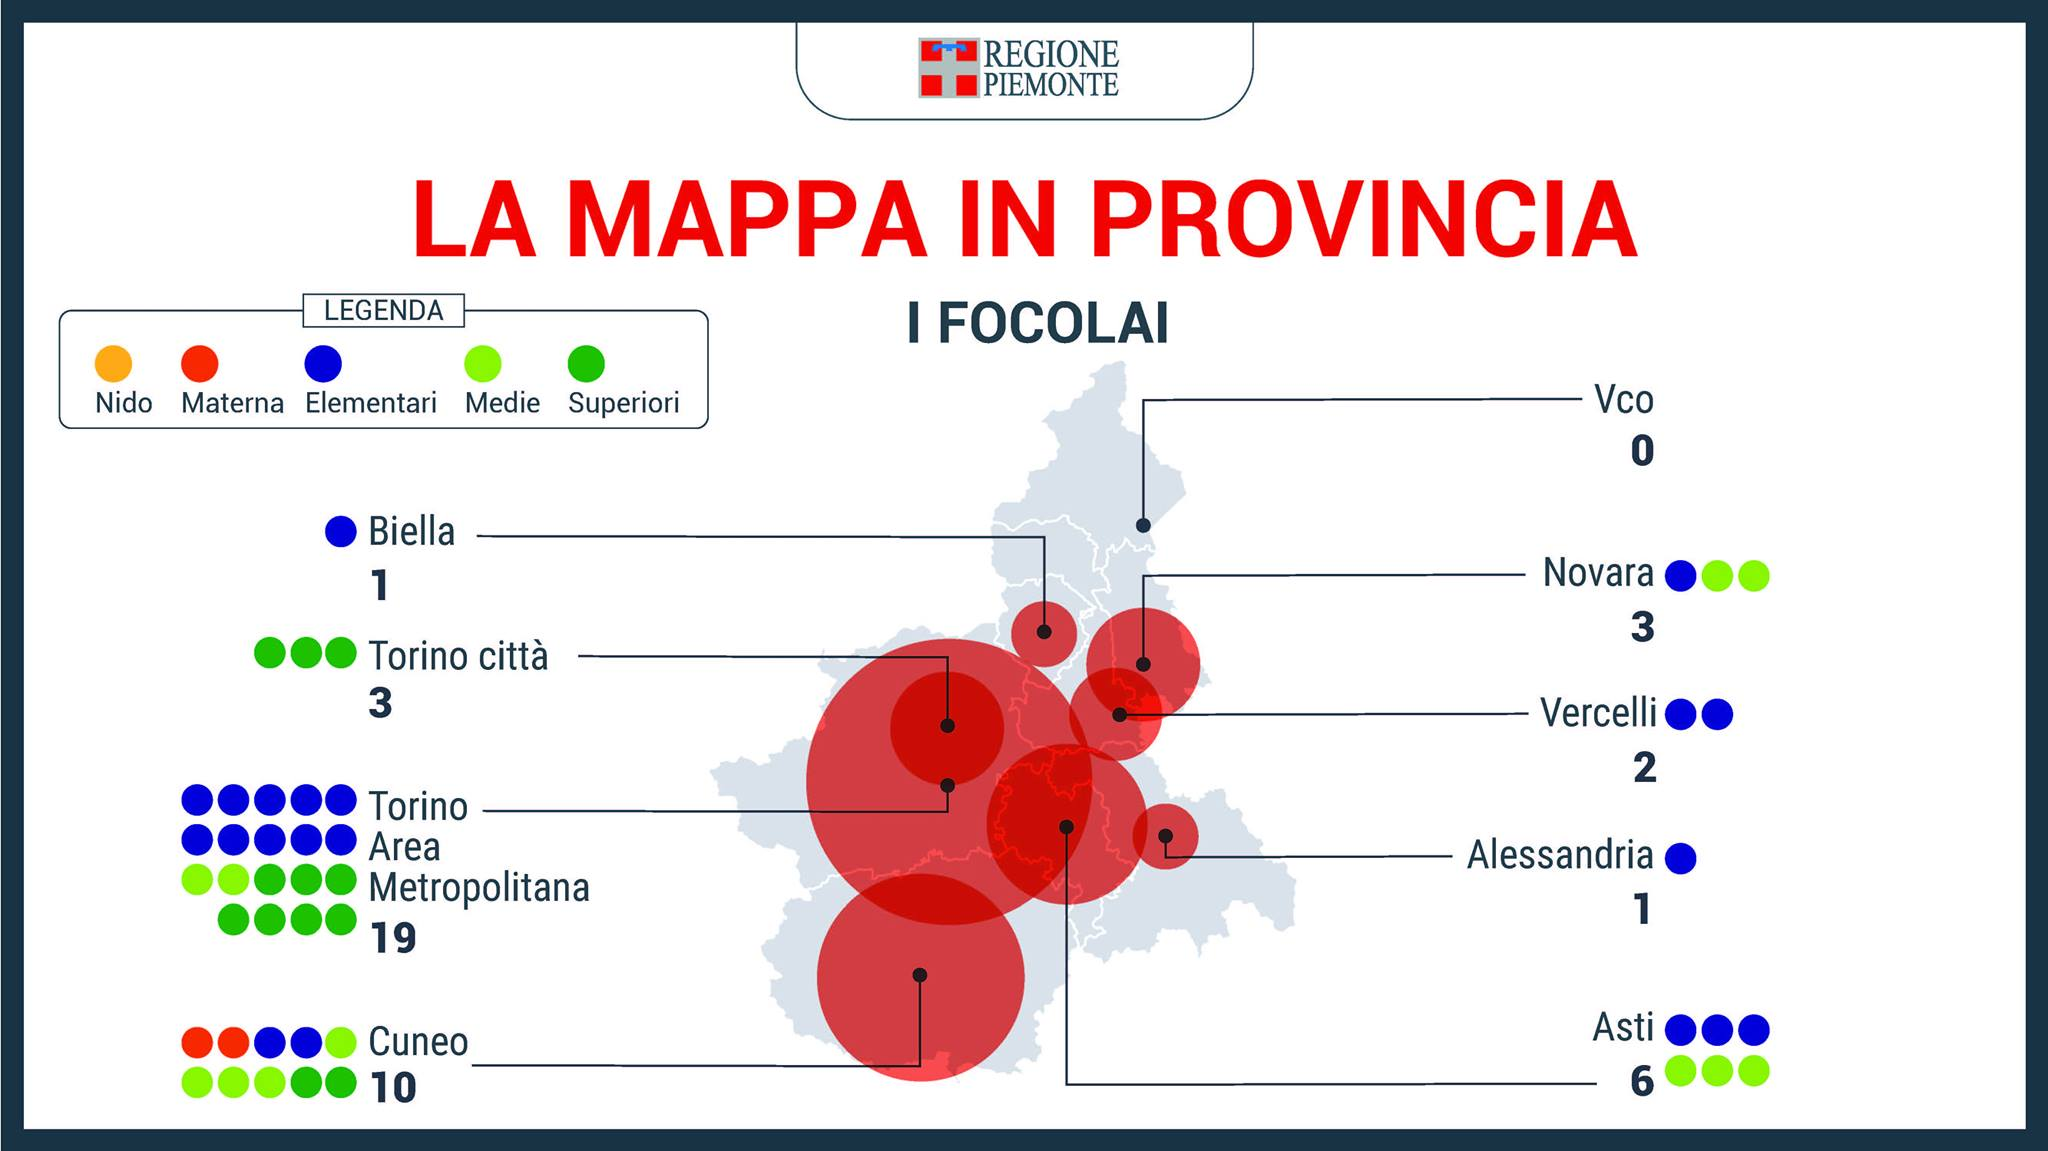 REGIONE
PIEMONTE
LA MAPPA IN PROVINCIA
I FOCOLAI
LEGENDA
Nido
Materna
Elementari
Medie
Superiori
Biella
1
Torino città
3
Torino
Area
Metropolitana
19
Cuneo
10
Vco
0
Novara
3
Vercelli
2
Alessandria
1
Asti
6